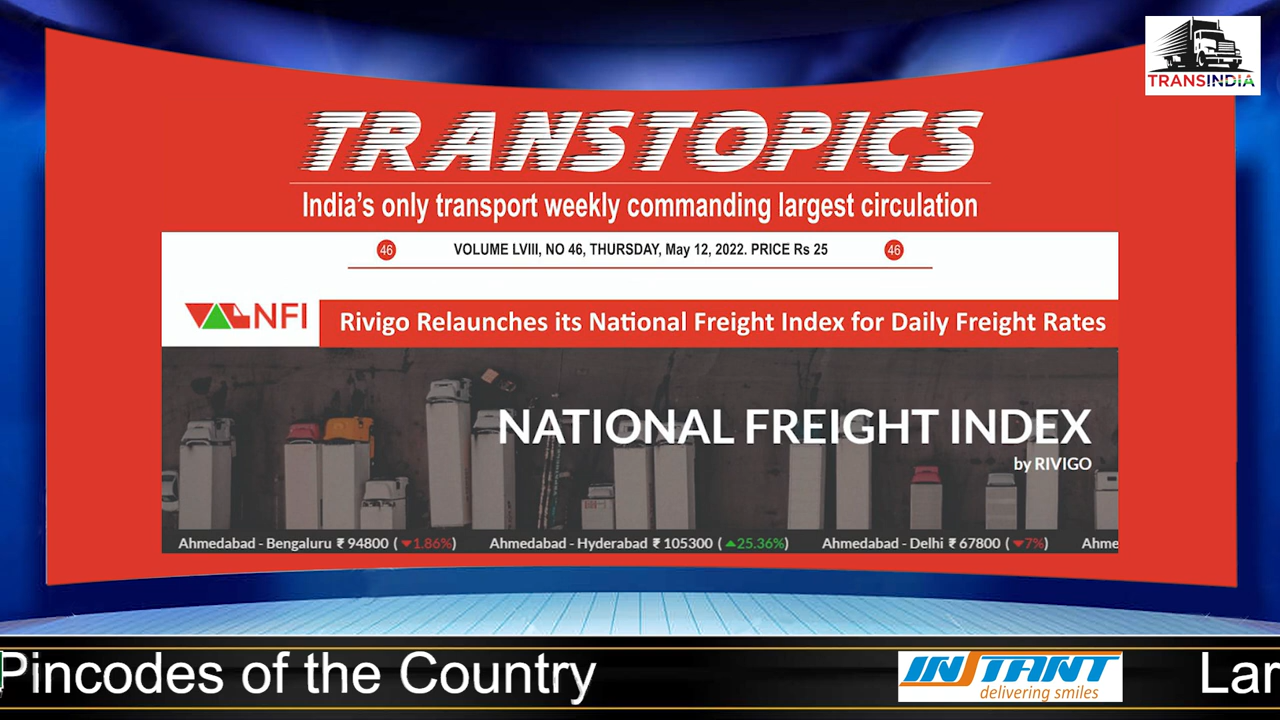 TRANSINDIA
TRANSTOPICS
India's only transport weekly commanding largest circulation
46 VOLUME LVIII, NO 46, THURSDAY, May 12, 2022. PRICE Rs 25 46
NFI Rivigo Relaunches its National Freight Index for Daily Freight Rates
NATIONAL FREIGHT INDEX
by RIVIGO
Ahmedabad - Bengaluru ₹ 94800 ( ▼1.86%) Ahmedabad - Hyderabad ₹ 105300 ( ▲25.36%) Ahmedabad - Delhi ₹ 67800 ( ▼7%) Ahme
Pincodes of the Country INSTANT Lar
delivering smiles